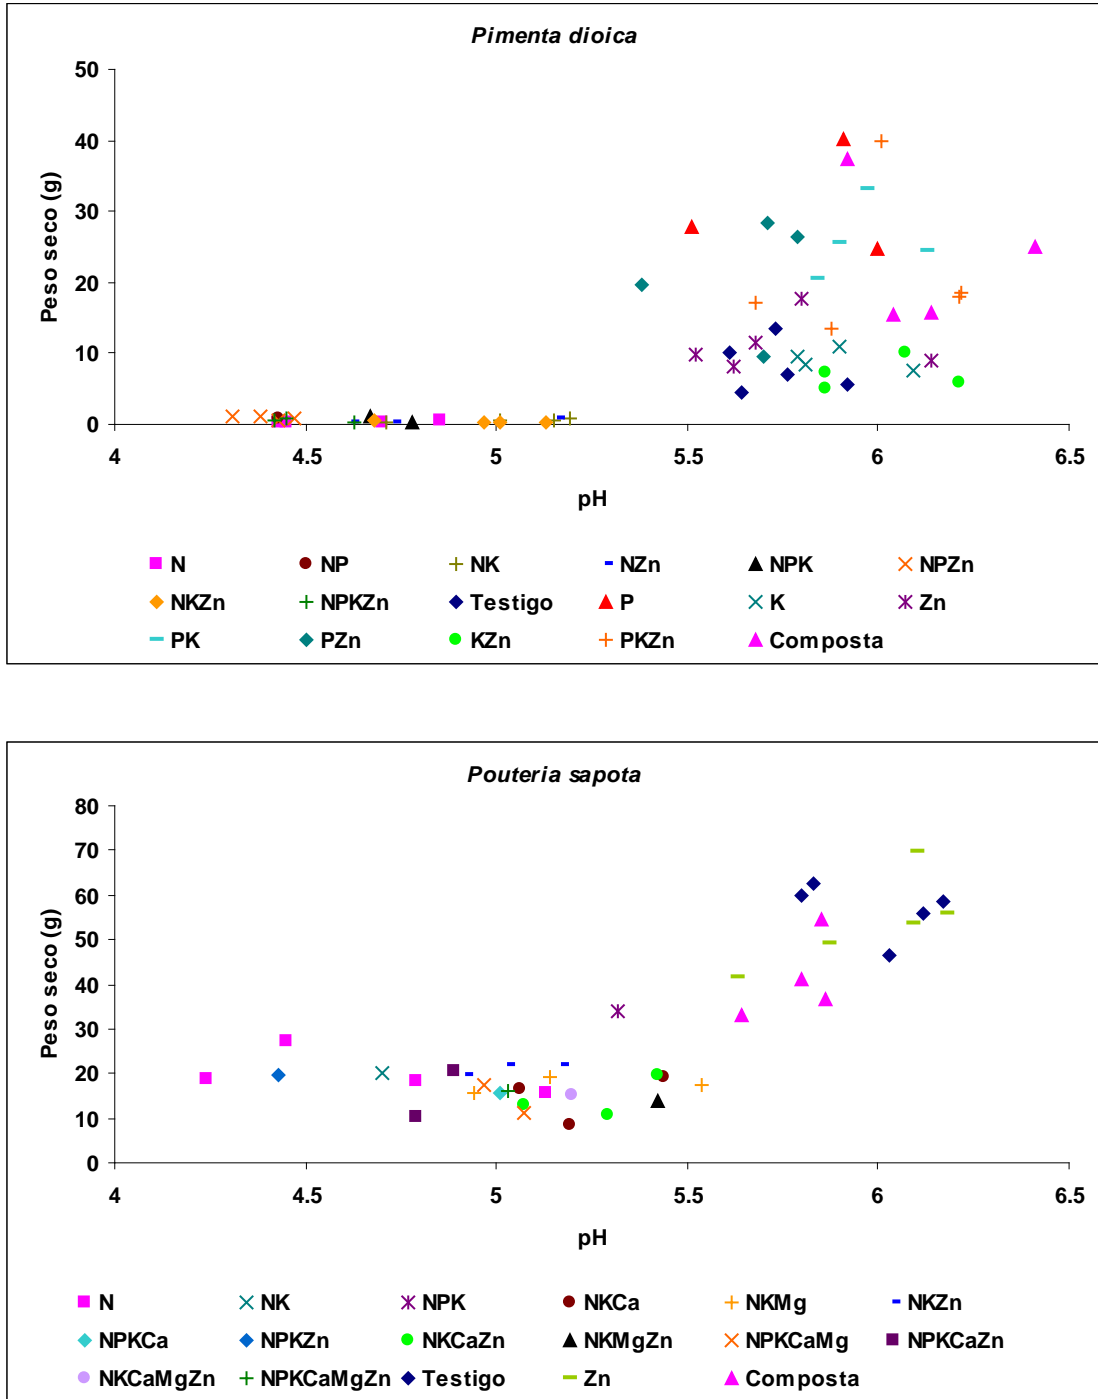 Pimenta dioica
50
40
30
20
10
0
Peso seco (g)
4 4.5 5 5.5 6 6.5
pH
N NP NK NZn NPK NPZn
NKZn NPKZn Testigo P K Zn
PK PZn KZn PKZn Composta
Pouteria sapota
80
70
60
50
40
30
20
10
0
Peso seco (g)
4 4.5 5 5.5 6 6.5
pH
N NK NPK NKCa NKMg NKZn
NPKCa NPKZn NKCaZn NKMgZn NPKCaMg NPKCaZn
NKCaMgZn NPKCaMgZn Testigo Zn Composta